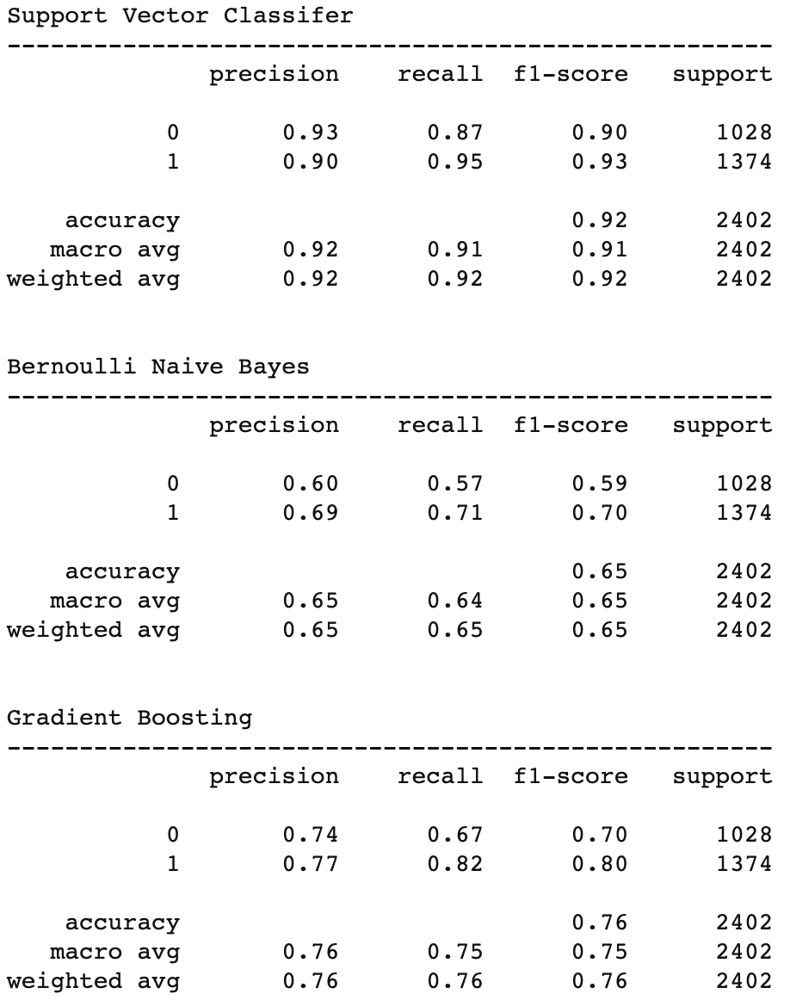 Support Vector Classifer
-----------------------------------------------------
precision recall f1-score support
0 0.93 0.87 0.90 1028
1 0.90 0.95 0.93 1374
accuracy 0.92 2402
macro avg 0.92 0.91 0.91 2402
weighted avg 0.92 0.92 0.92 2402
Bernoulli Naive Bayes
-----------------------------------------------------
precision recall f1-score support
0 0.60 0.57 0.59 1028
1 0.69 0.71 0.70 1374
accuracy 0.65 2402
macro avg 0.65 0.64 0.65 2402
weighted avg 0.65 0.65 0.65 2402
Gradient Boosting
-----------------------------------------------------
precision recall f1-score support
0 0.74 0.67 0.70 1028
1 0.77 0.82 0.80 1374
accuracy 0.76 2402
macro avg 0.76 0.75 0.75 2402
weighted avg 0.76 0.76 0.76 2402